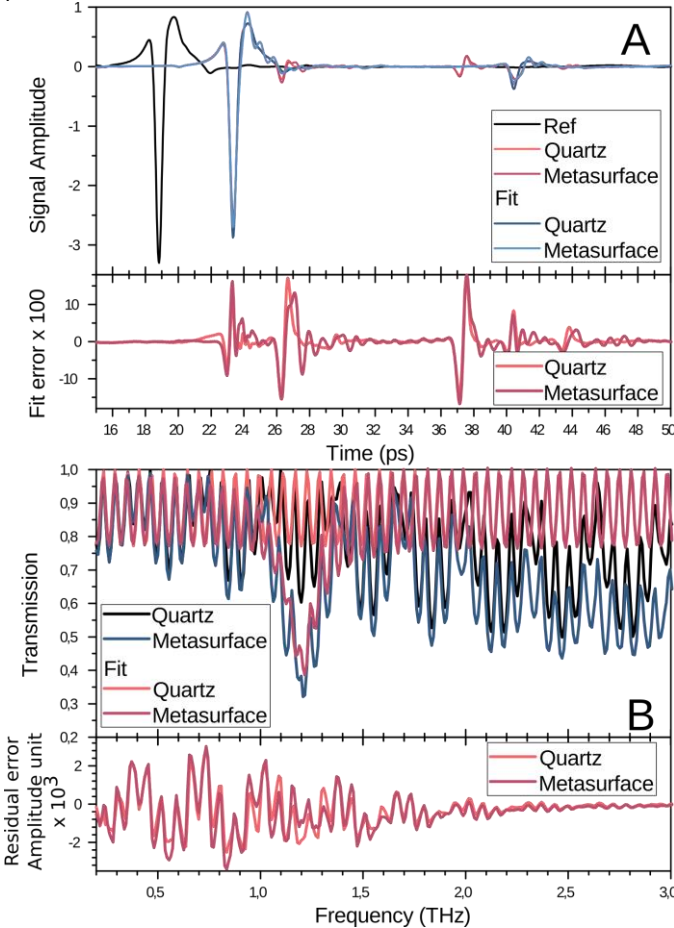 A
1
0
-1
-2
-3
Signal Amplitude
Ref
Quartz
Metasurface
Fit
Quartz
Metasurface
10
0
-10
Fit error x 100
Quartz
Metasurface
16 18 20 22 24 26 28 30 32 34 36 38 40 42 44 46 48 50
Time (ps)
1,0
0,9
0,8
0,7
0,6
0,5
0,4
0,3
0,2
Transmission
Quartz
Metasurface
Fit
Quartz
Metasurface
B
2
0
-2
Residual error
Amplitude unit
x 10³
Quartz
Metasurface
0,5 1,0 1,5 2,0 2,5 3,0
Frequency (THz)